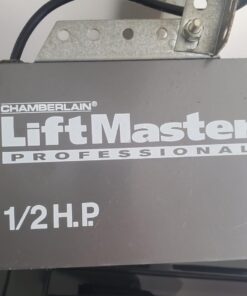 CHAMBERLAIN®
LiftMaster
PROFESSIONAL
1/2 H.P.